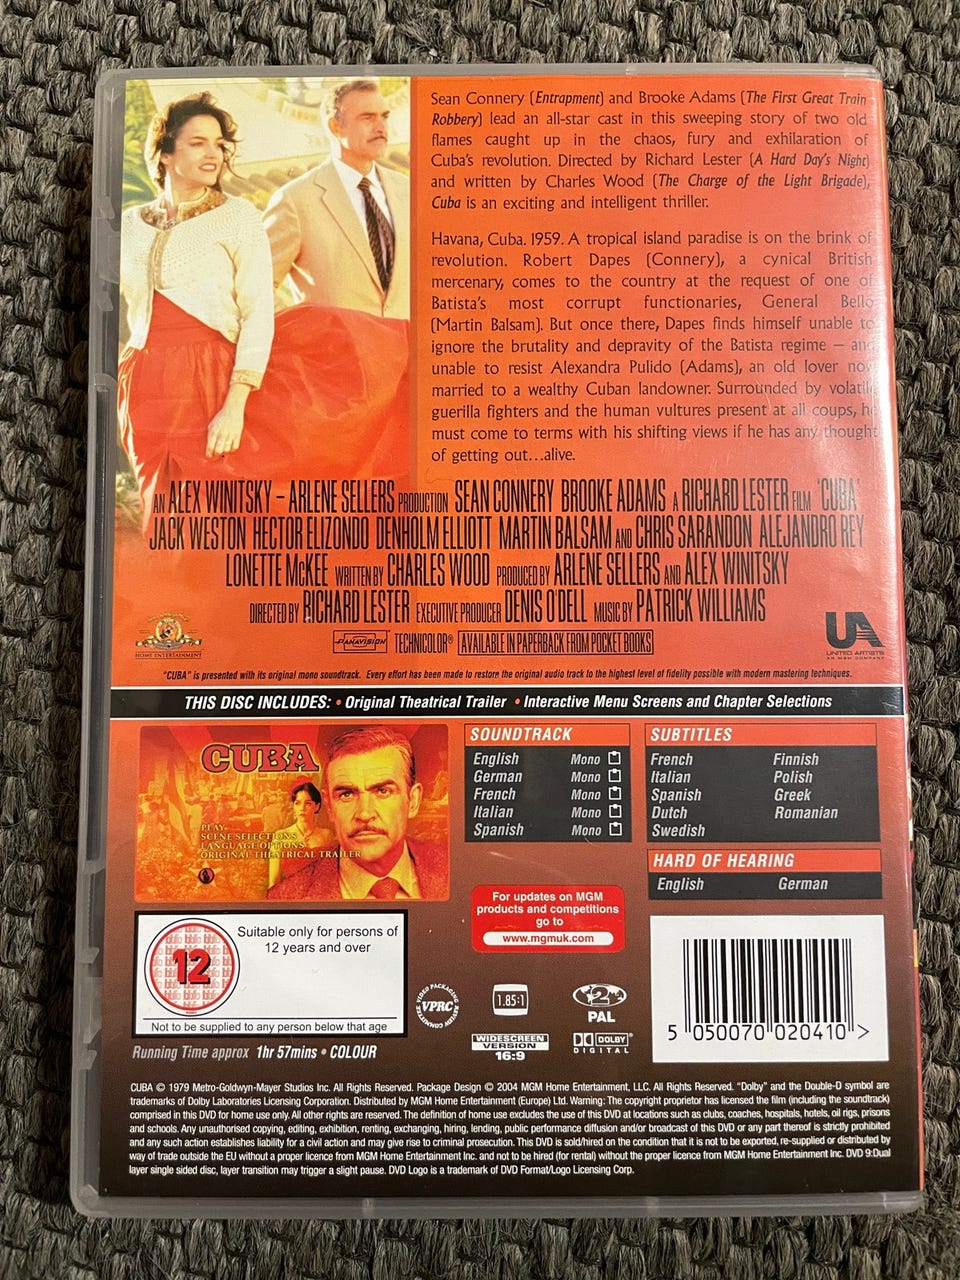 Sean Connery (Entrapment) and Brooke Adams (The First Great Train
Robbery) lead an all-star cast in this sweeping story of two old
flames caught up in the chaos, fury and exhilaration of
Cuba's revolution. Directed by Richard Lester (A Hard Day's Night)
and written by Charles Wood (The Charge of the Light Brigade),
Cuba is an exciting and intelligent thriller.
Havana, Cuba. 1959. A tropical island paradise is on the brink of
revolution. Robert Dapes (Connery), a cynical British
mercenary, comes to the country at the request of one of
Batista's most corrupt functionaries, General Bello
(Martin Balsam). But once there, Dapes finds himself unable to
ignore the brutality and depravity of the Batista regime – and
unable to resist Alexandra Pulido (Adams), an old lover now
married to a wealthy Cuban landowner. Surrounded by volatile
guerilla fighters and the human vultures present at all coups, he
must come to terms with his shifting views if he has any thought
of getting out...alive.
AN ALEX WINITSKY – ARLENE SELLERS PRODUCTION SEAN CONNERY BROOKE ADAMS A RICHARD LESTER FILM 'CUBA'
JACK WESTON HECTOR ELIZONDO DENHOLM ELLIOTT MARTIN BALSAM AND CHRIS SARANDON ALEJANDRO REY
LONETTE McKEE WRITTEN BY CHARLES WOOD PRODUCED BY ARLENE SELLERS AND ALEX WINITSKY
DIRECTED BY RICHARD LESTER EXECUTIVE PRODUCER DENIS O'DELL MUSIC BY PATRICK WILLIAMS
HOME ENTERTAINMENT
PANAVISION TECHNICOLOR® AVAILABLE IN PAPERBACK FROM POCKET BOOKS
UA
UNITED ARTISTS
AN MGM COMPANY
"CUBA" is presented with its original mono soundtrack. Every effort has been made to restore the original audio track to the highest level of fidelity possible with modern mastering techniques.
THIS DISC INCLUDES: • Original Theatrical Trailer • Interactive Menu Screens and Chapter Selections
CUBA
PLAY
SCENE SELECTIONS
LANGUAGE OPTIONS
ORIGINAL THEATRICAL TRAILER
SOUNDTRACK
English Mono
German Mono
French Mono
Italian Mono
Spanish Mono
SUBTITLES
French Finnish
Italian Polish
Spanish Greek
Dutch Romanian
Swedish
HARD OF HEARING
English German
For updates on MGM
products and competitions
go to
www.mgmuk.com
12
Suitable only for persons of
12 years and over
Not to be supplied to any person below that age
Running Time approx 1hr 57mins • COLOUR
VIDEO PACKAGING REVIEW COMMITTEE
VPRC
1.85:1
WIDESCREEN
VERSION
16:9
2
PAL
DOLBY
DIGITAL
5 050070 020410 >
CUBA © 1979 Metro-Goldwyn-Mayer Studios Inc. All Rights Reserved. Package Design © 2004 MGM Home Entertainment, LLC. All Rights Reserved. "Dolby" and the Double-D symbol are
trademarks of Dolby Laboratories Licensing Corporation. Distributed by MGM Home Entertainment (Europe) Ltd. Warning: The copyright proprietor has licensed the film (including the soundtrack)
comprised in this DVD for home use only. All other rights are reserved. The definition of home use excludes the use of this DVD at locations such as clubs, coaches, hospitals, hotels, oil rigs, prisons
and schools. Any unauthorised copying, editing, exhibition, renting, exchanging, hiring, lending, public performance diffusion and/or broadcast of this DVD or any part thereof is strictly prohibited
and any such action establishes liability for a civil action and may give rise to criminal prosecution. This DVD is sold/hired on the condition that it is not to be exported, re-supplied or distributed by
way of trade outside the EU without a proper licence from MGM Home Entertainment Inc. and not to be hired (for rental) without the proper licence from MGM Home Entertainment Inc. DVD 9:Dual
layer single sided disc, layer transition may trigger a slight pause. DVD Logo is a trademark of DVD Format/Logo Licensing Corp.